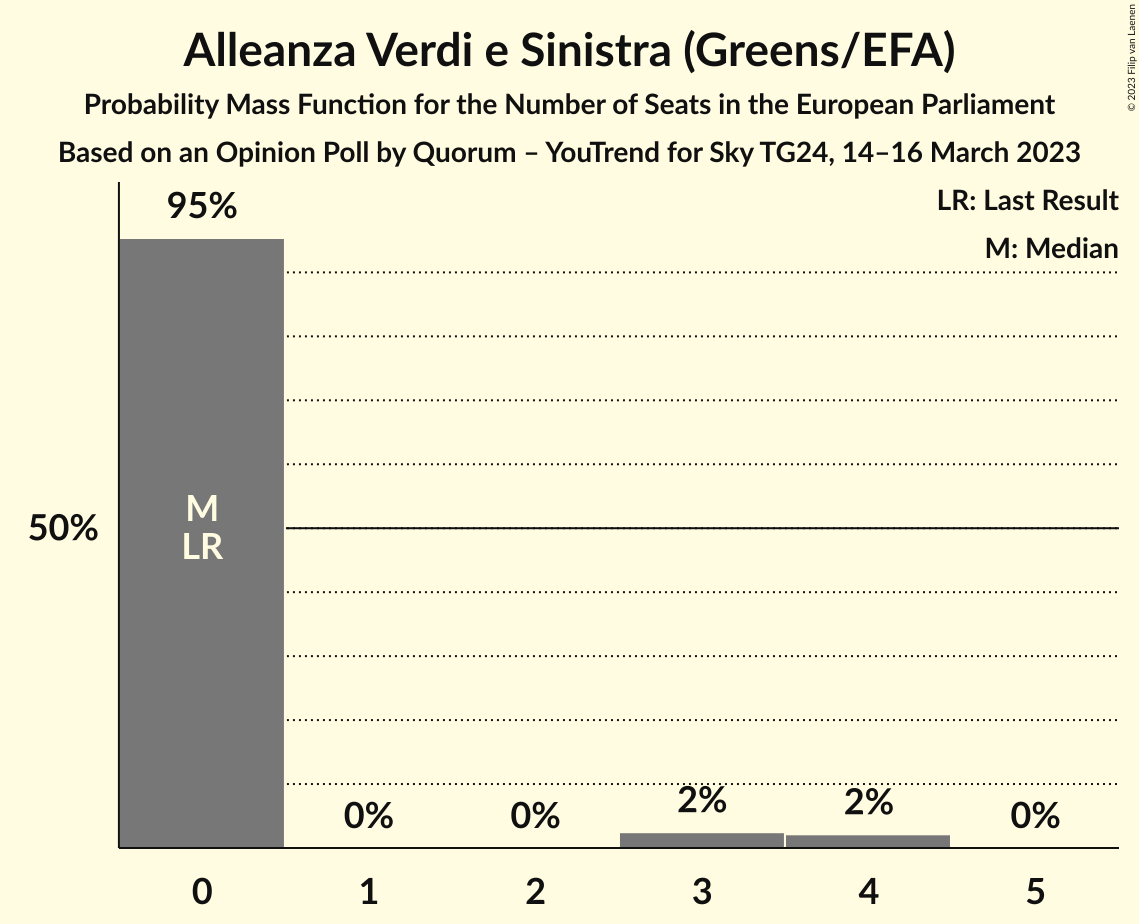 Alleanza Verdi e Sinistra (Greens/EFA)
Probability Mass Function for the Number of Seats in the European Parliament
Based on an Opinion Poll by Quorum – YouTrend for Sky TG24, 14–16 March 2023
© 2023 Filip van Laenen
LR: Last Result
M: Median
95%
M
LR
50%
0%
0%
2%
2%
0%
0
1
2
3
4
5